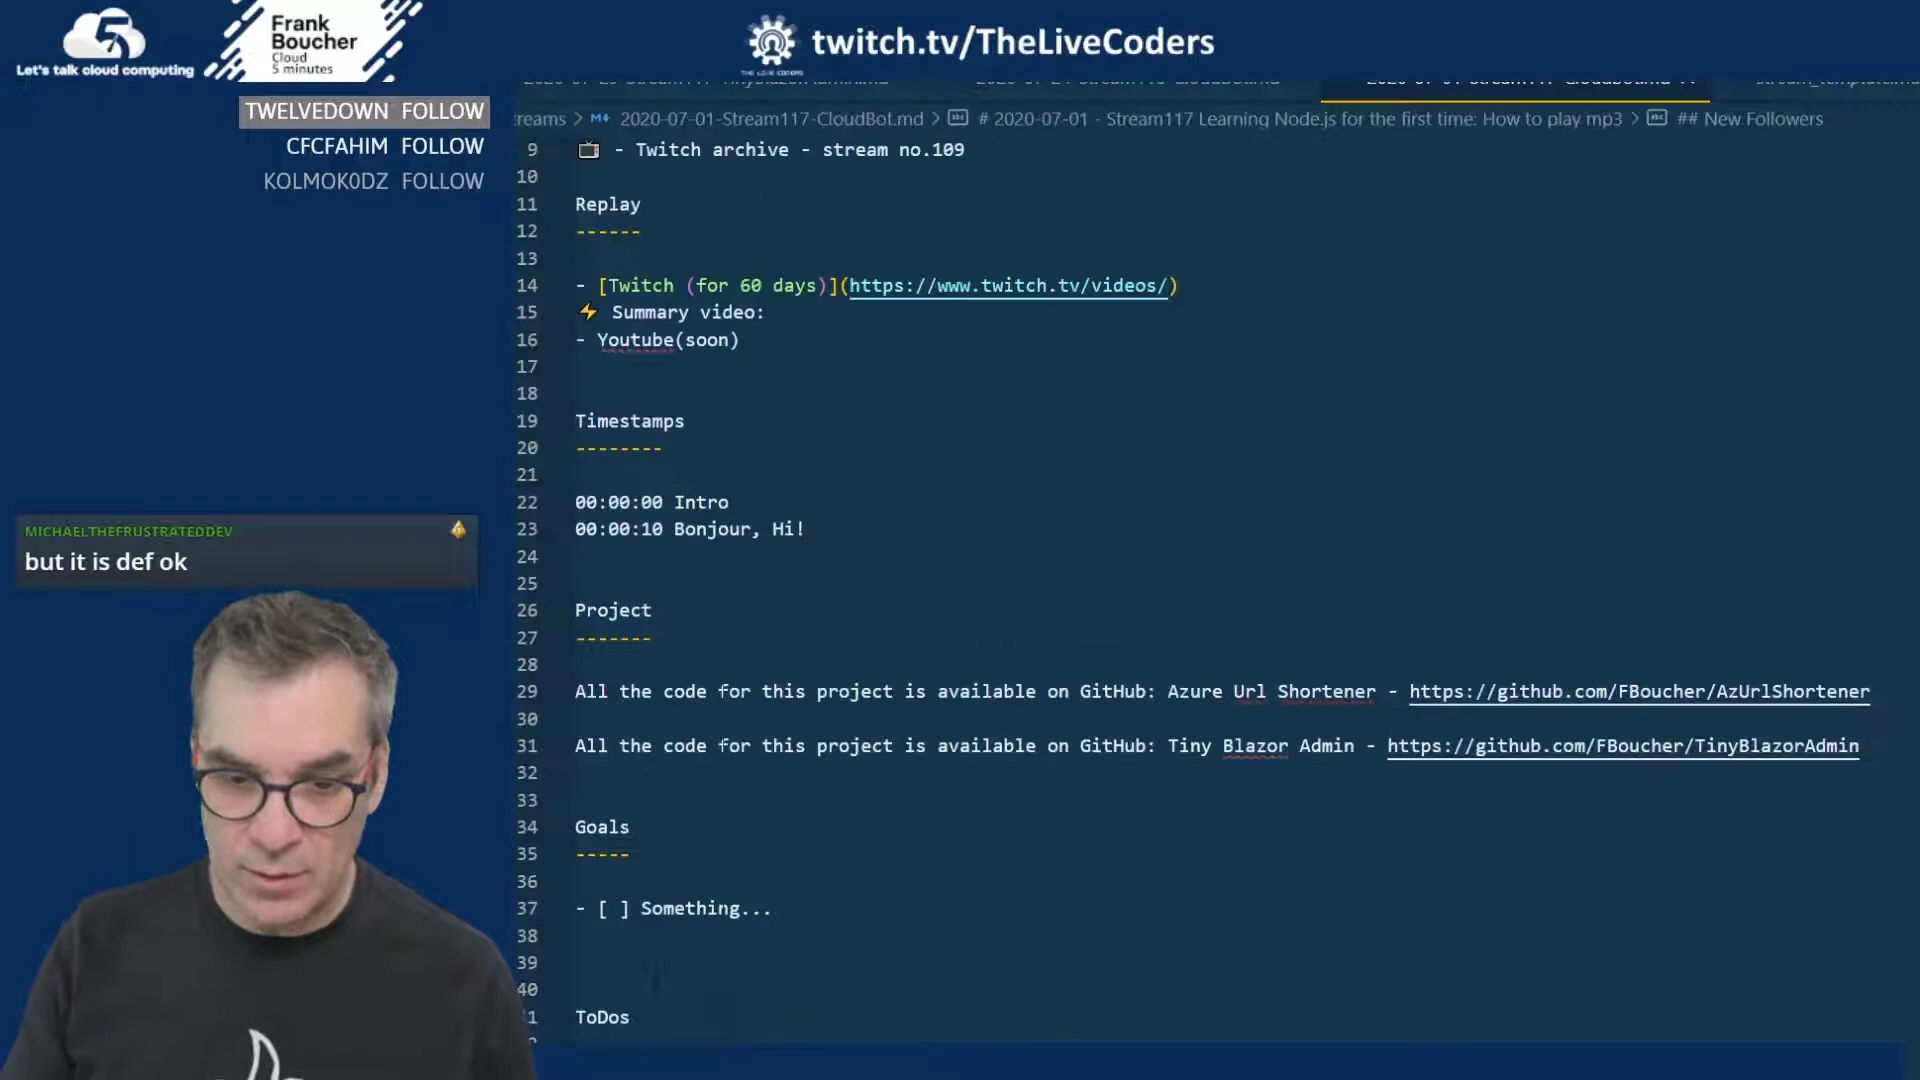 5
Let's talk cloud computing
Frank
Boucher
Cloud
5 minutes
THE LIVE CODERS
twitch.tv/TheLiveCoders
TWELVEDOWN FOLLOW
CFCFAHIM FOLLOW
KOLMOK0DZ FOLLOW
reams > M↓ 2020-07-01-Stream117-CloudBot.md > abc # 2020-07-01 - Stream117 Learning Node.js for the first time: How to play mp3 > abc ## New Followers
9 📺 - Twitch archive - stream no.109
10
11 Replay
12 ------
13
14 - [Twitch (for 60 days)](https://www.twitch.tv/videos/)
15 ⚡ Summary video:
16 - Youtube(soon)
17
18
19 Timestamps
20 --------
21
22 00:00:00 Intro
23 00:00:10 Bonjour, Hi!
24
25
26 Project
27 -------
28
29 All the code for this project is available on GitHub: Azure Url Shortener - https://github.com/FBoucher/AzUrlShortener
30
31 All the code for this project is available on GitHub: Tiny Blazor Admin - https://github.com/FBoucher/TinyBlazorAdmin
32
33
34 Goals
35 -----
36
37 - [ ] Something...
38
39
40
1 ToDos
MICHAELTHEFRUSTRATEDDEV
but it is def ok